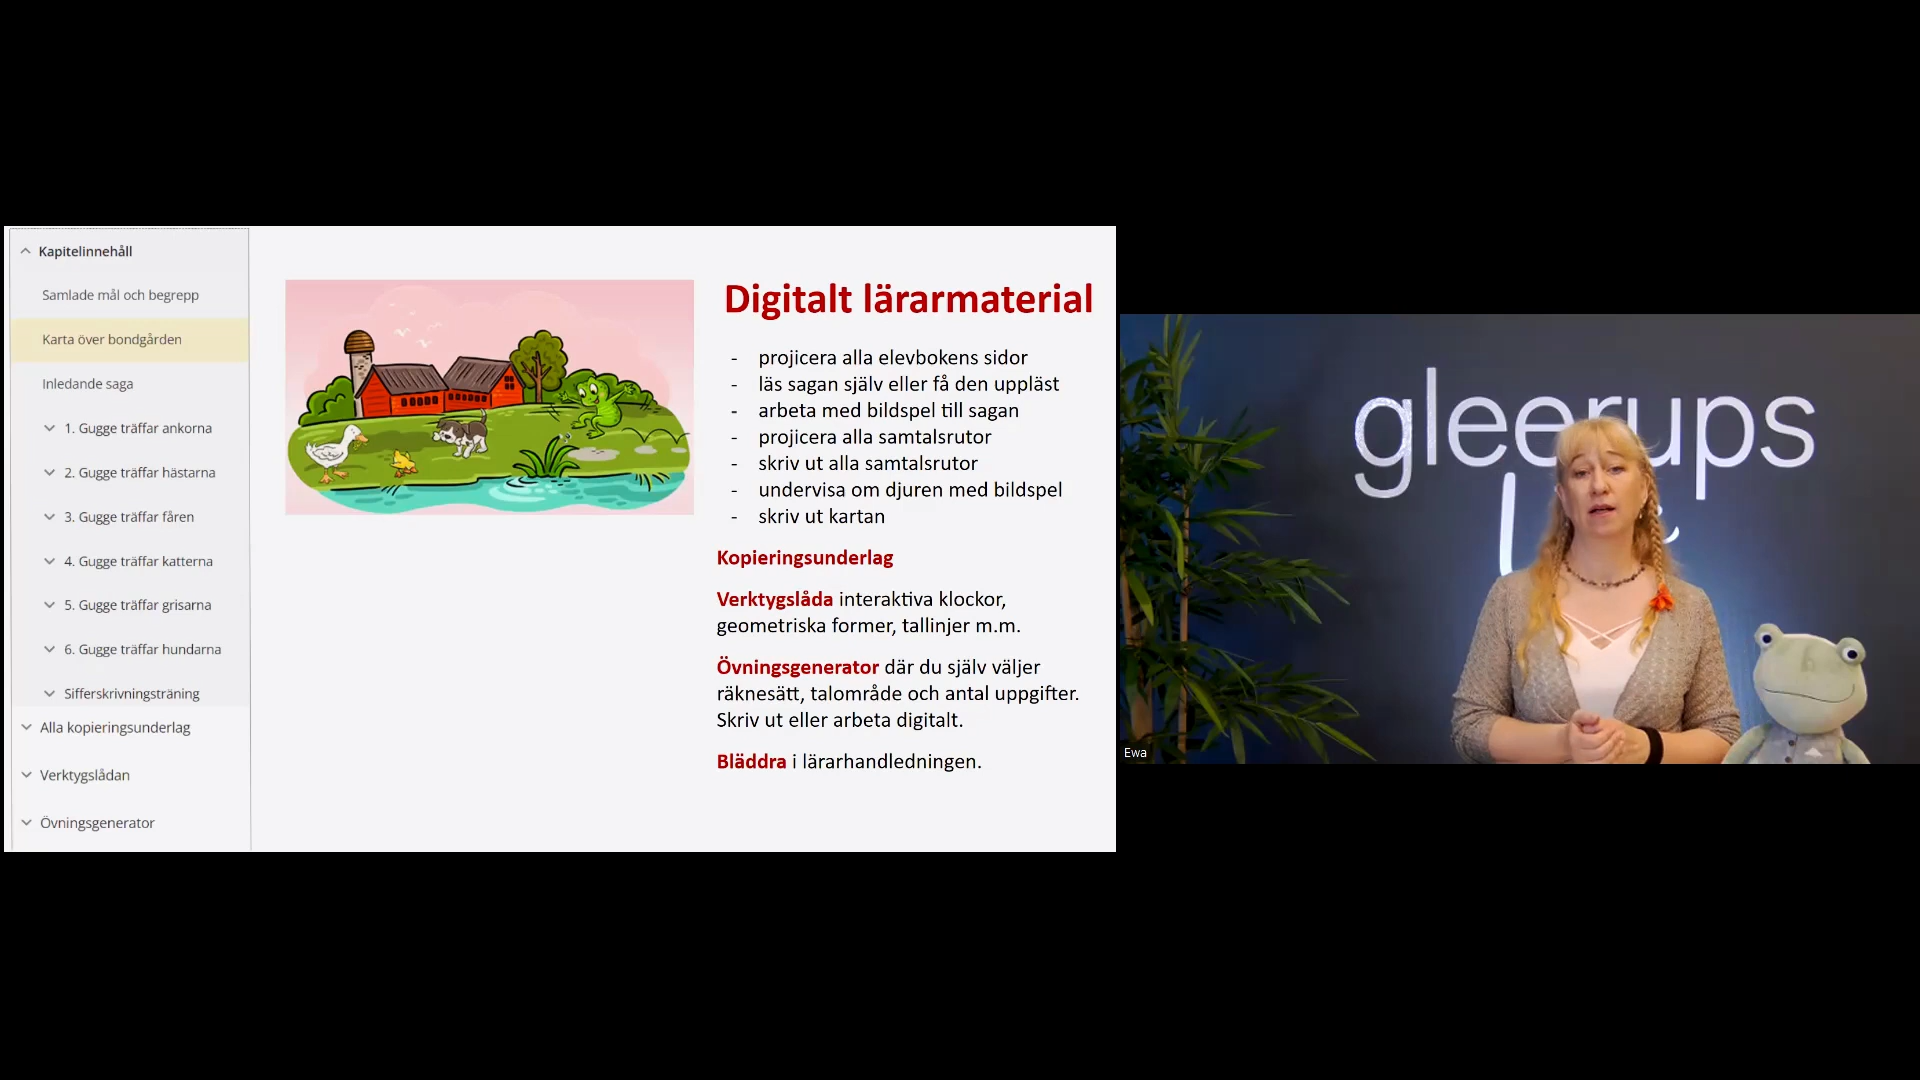 Kapitelinnehåll
Samlade mål och begrepp
Karta över bondgården
Inledande saga
1. Gugge träffar ankorna
2. Gugge träffar hästarna
3. Gugge träffar fåren
4. Gugge träffar katterna
5. Gugge träffar grisarna
6. Gugge träffar hundarna
Sifferskrivningsträning
Alla kopieringsunderlag
Verktygslådan
Övningsgenerator
Digitalt lärarmaterial
- projicera alla elevbokens sidor
- läs sagan själv eller få den uppläst
- arbeta med bildspel till sagan
- projicera alla samtalsrutor
- skriv ut alla samtalsrutor
- undervisa om djuren med bildspel
- skriv ut kartan
Kopieringsunderlag
Verktygslåda interaktiva klockor,
geometriska former, tallinjer m.m.
Övningsgenerator där du själv väljer
räknesätt, talområde och antal uppgifter.
Skriv ut eller arbeta digitalt.
Bläddra i lärarhandledningen.
gleerups
Ewa